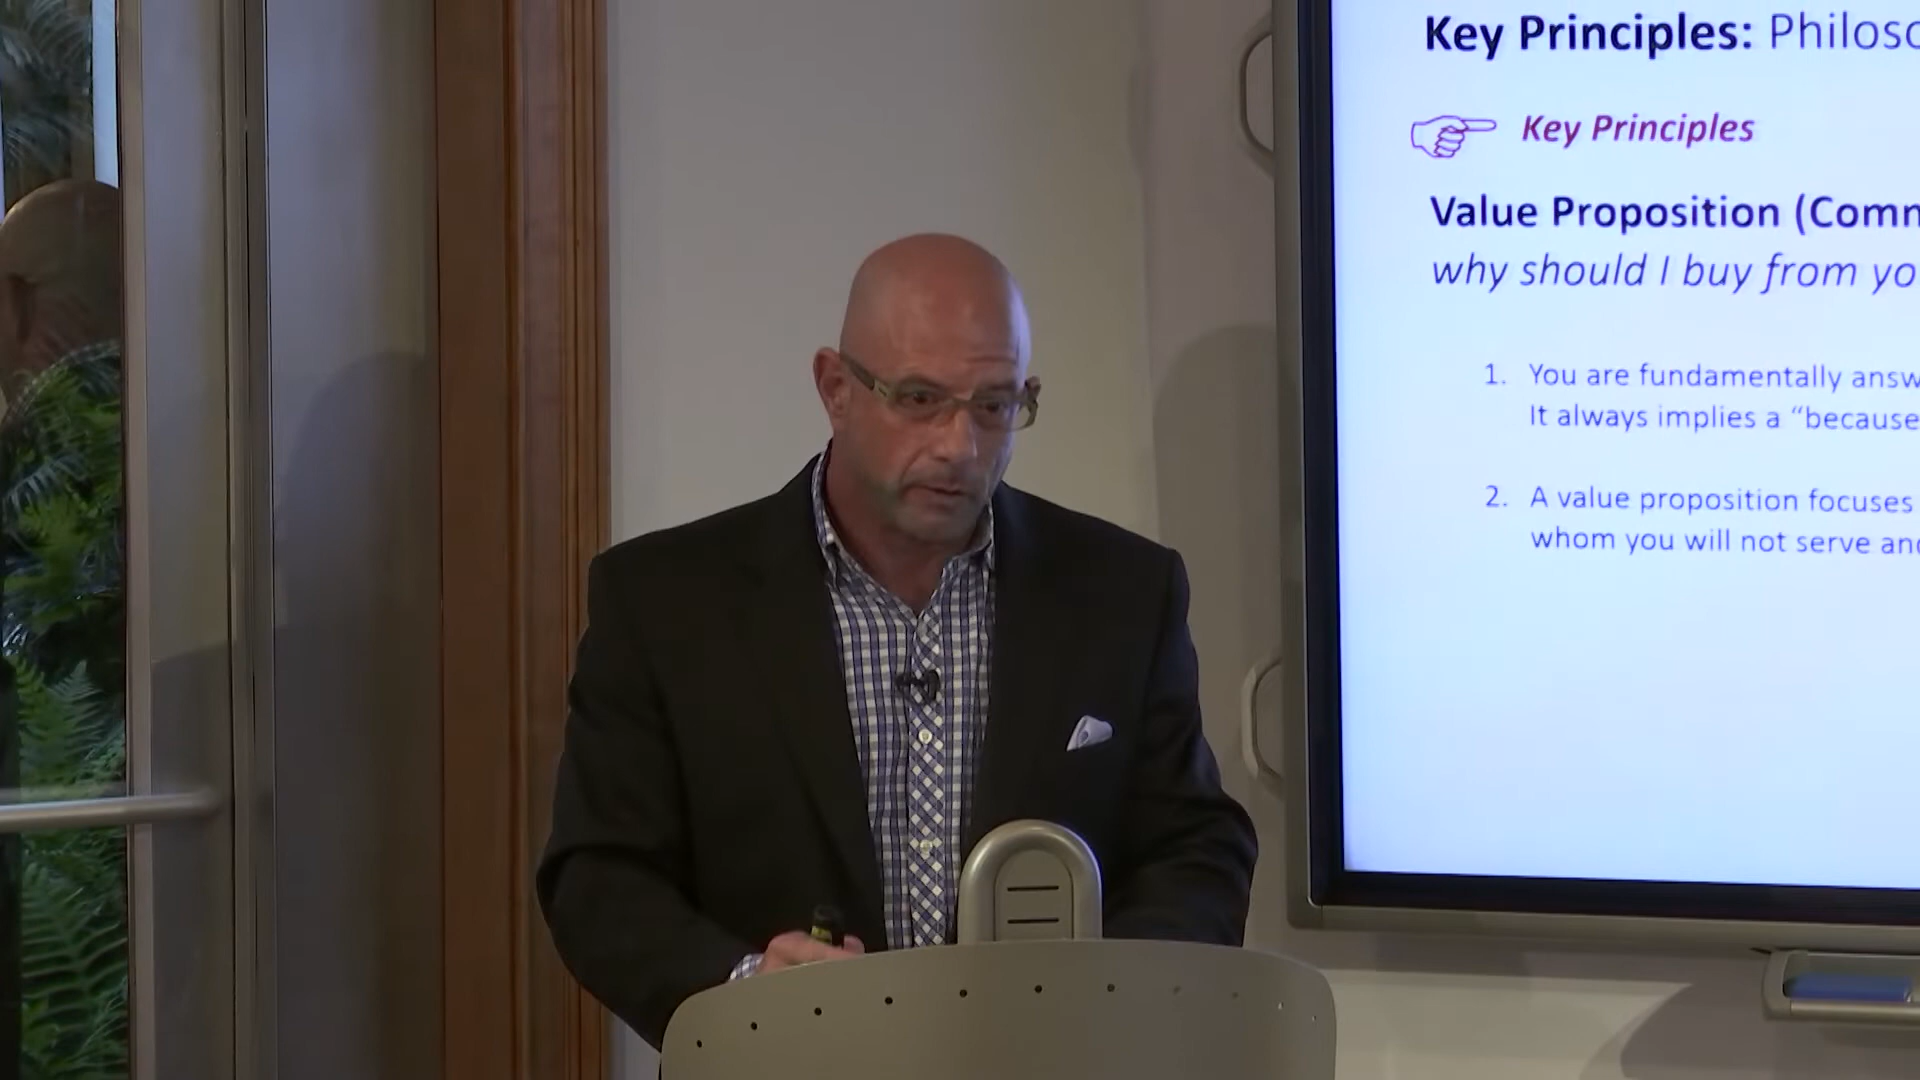 Key Principles: Philoso
Key Principles
Value Proposition (Comm
why should I buy from yo
1. You are fundamentally answ
It always implies a “because
2. A value proposition focuses
whom you will not serve and